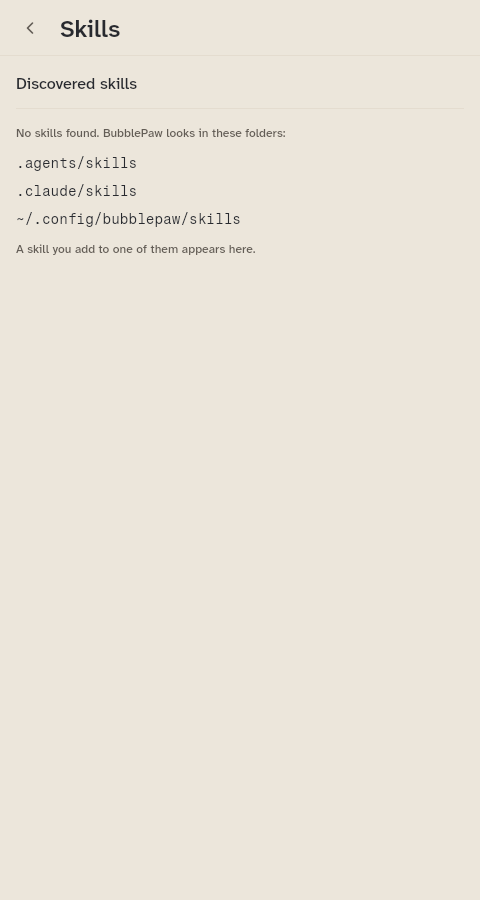 Skills
Discovered skills
No skills found. BubblePaw looks in these folders:
.agents/skills
.claude/skills
~/.config/bubblepaw/skills
A skill you add to one of them appears here.